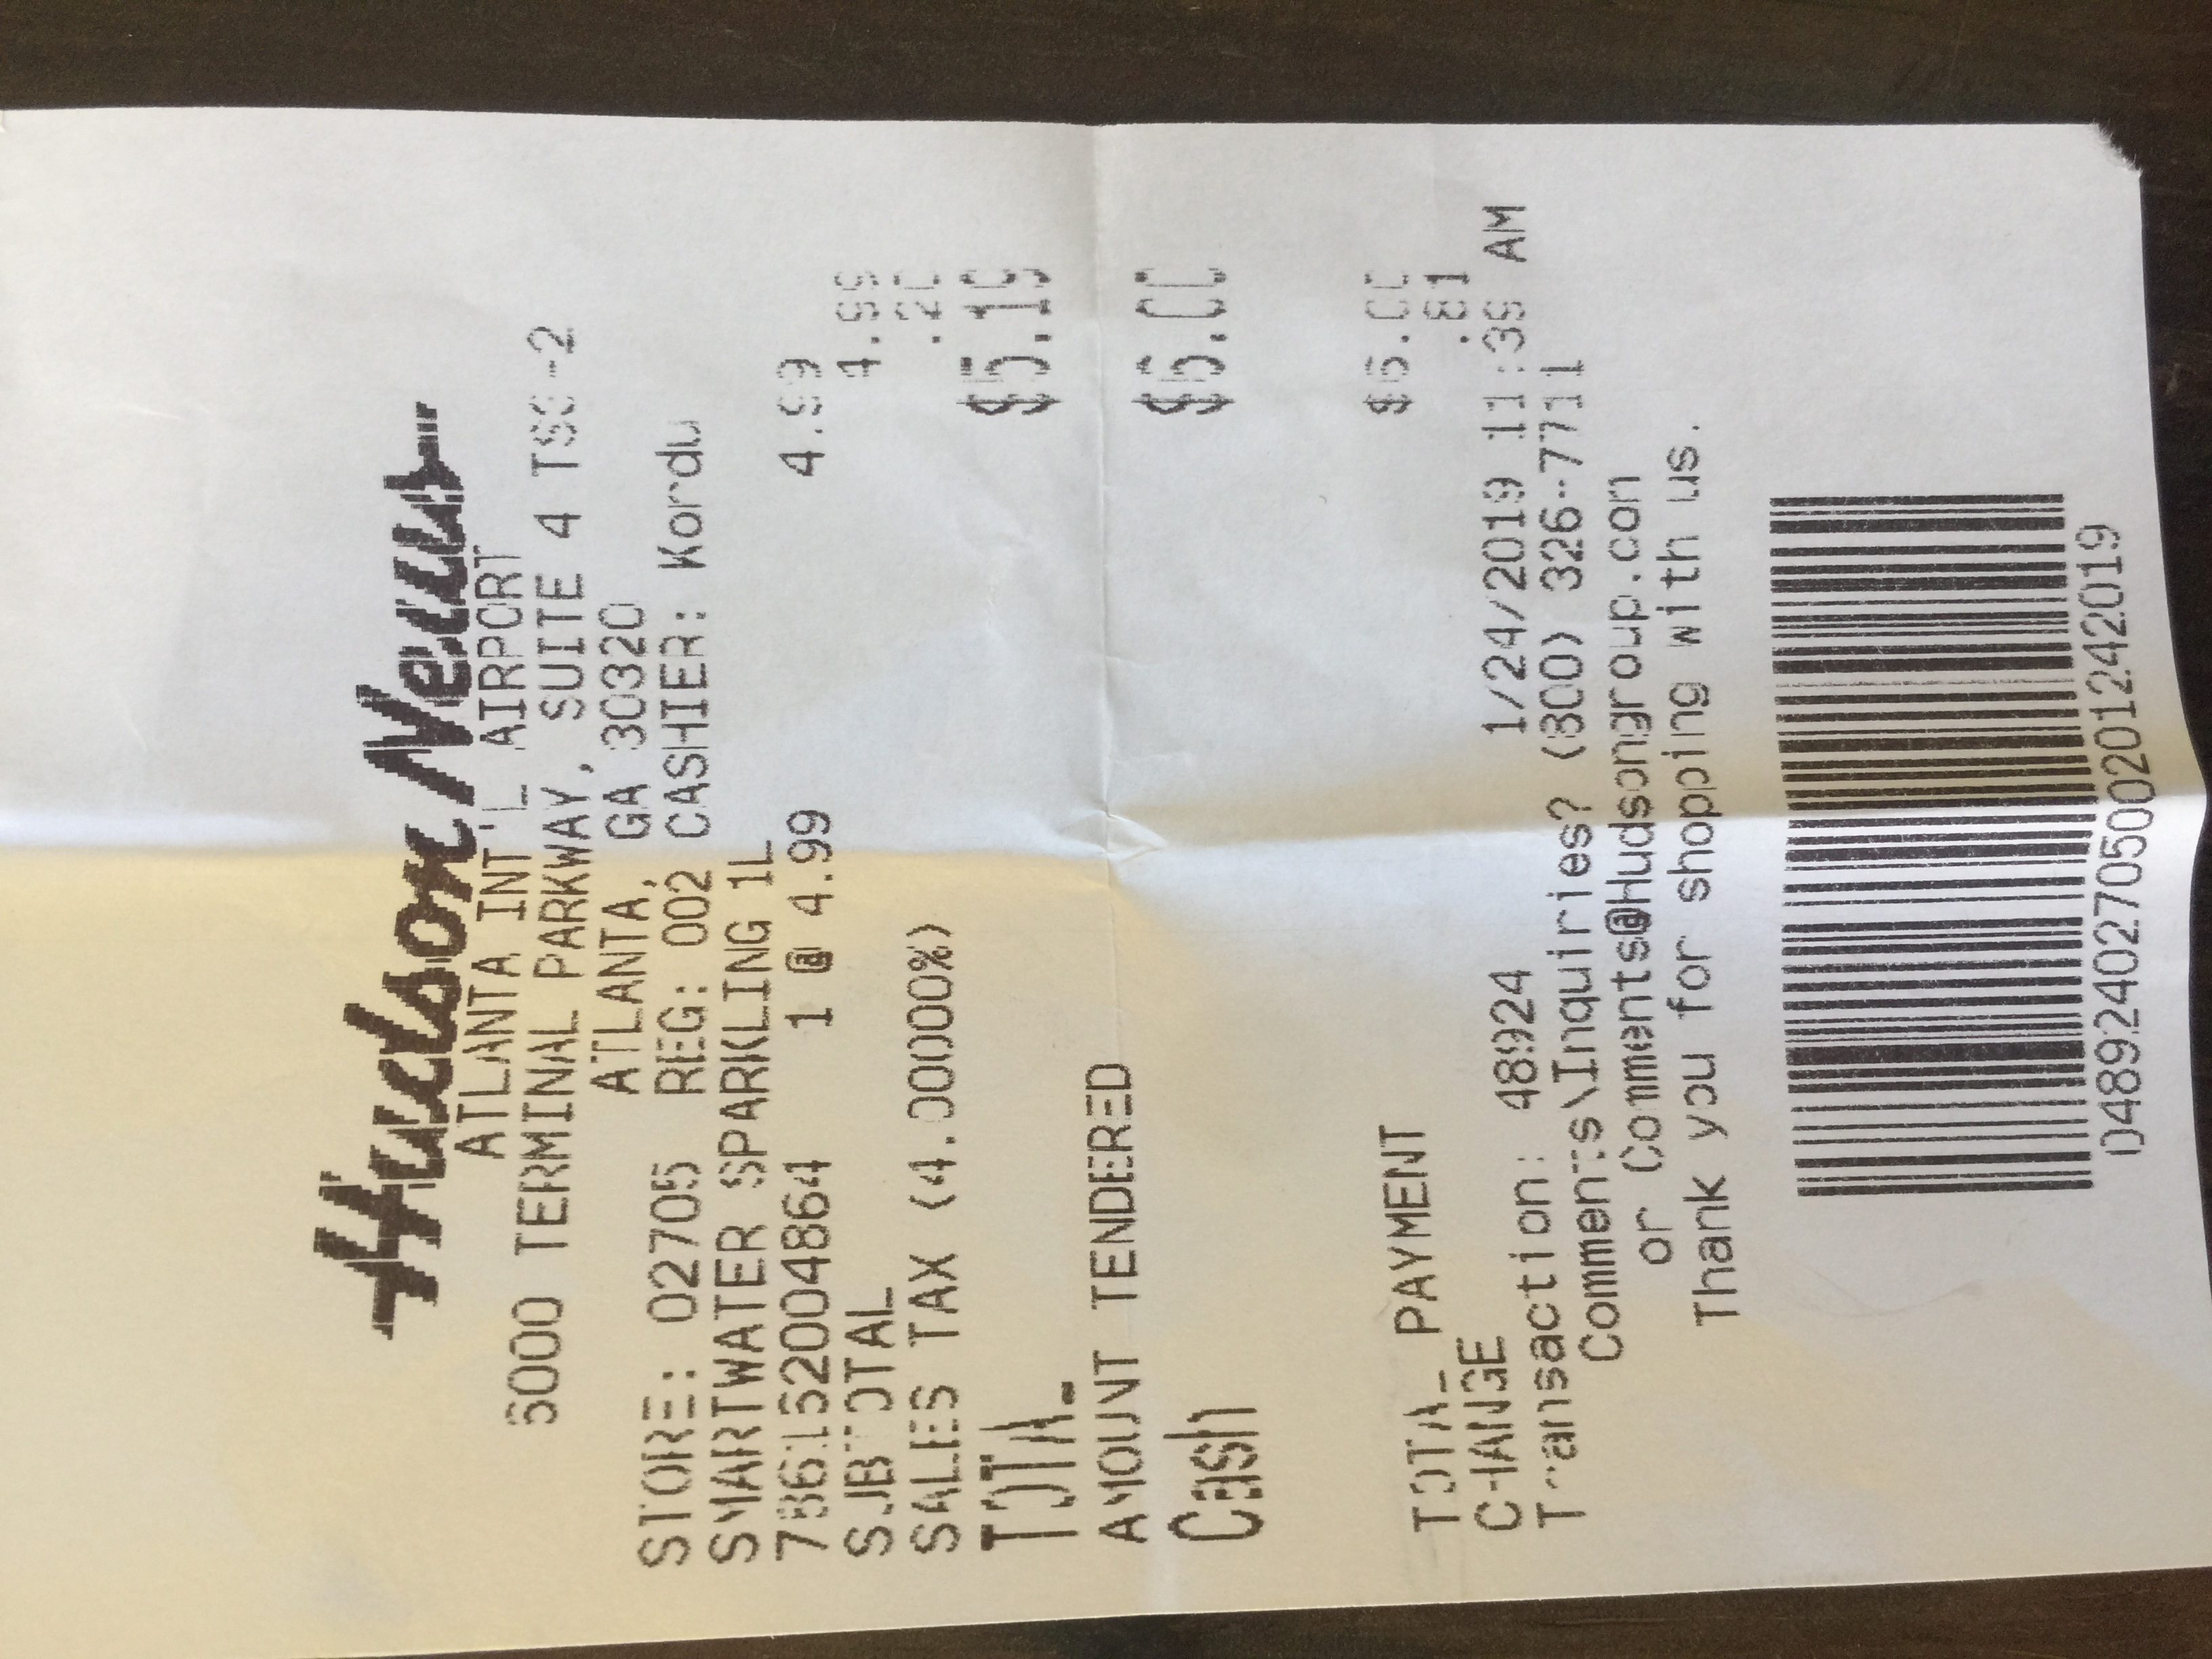 Hudson News
ATLANTA INT'L AIRPORT
6000 TERMINAL PARKWAY, SUITE 4 -2
ATLANTA, GA 30320
STORE: 02705 REG: 002 CASHIER: Kordu
SMARTWATER SPARKLING 1L
786162004864 1 @ 4.99 4.99
SUBTOTAL 4.99
SALES TAX (4.00000%) .20
TOTAL $5.19
AMOUNT TENDERED
Cash $6.00
TOTAL PAYMENT $6.00
CHANGE .81
Transaction: 48924 1/24/2019 11:39 AM
Comments\Inquiries? (800) 326-7711
or Comments@Hudsongroup.com
Thank you for shopping with us.
0489240270500201242019